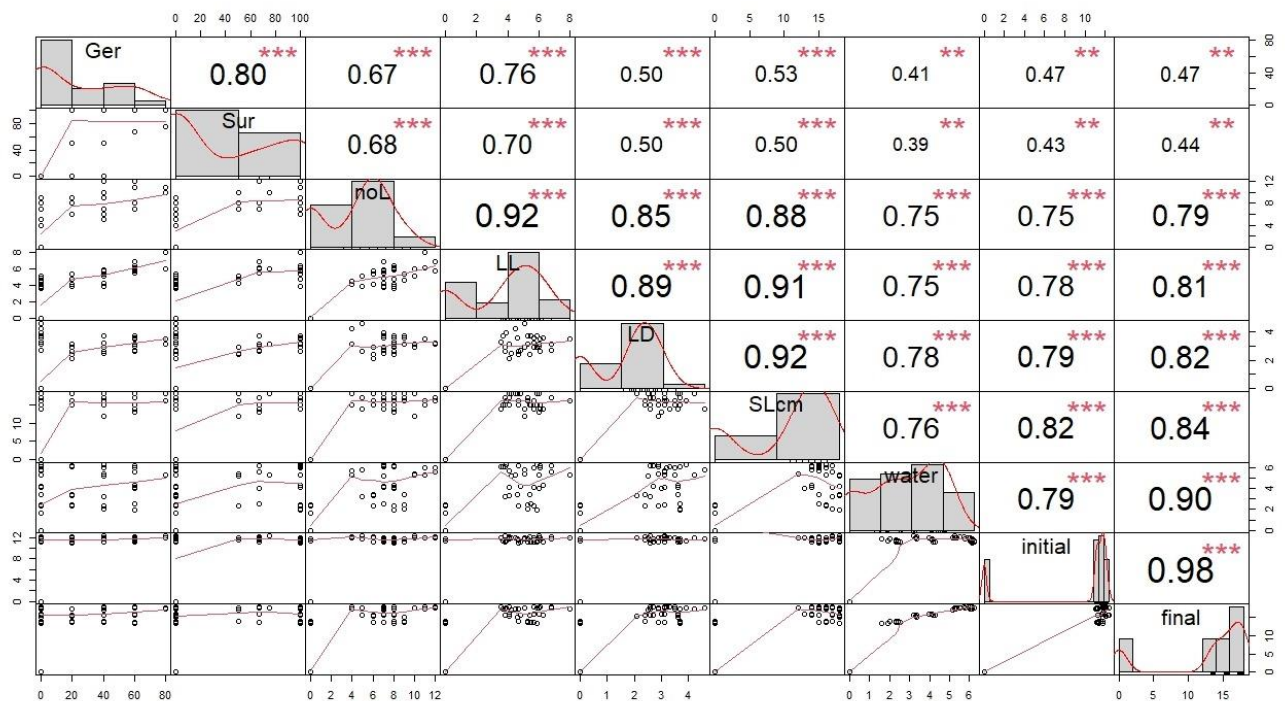 0 20 40 60 80 100 0 2 4 6 8 0 5 10 15 0 2 4 6 8 10
Ger 0.80 *** 0.67 *** 0.76 *** 0.50 *** 0.53 *** 0.41 ** 0.47 ** 0.47 ** 0 40 80
0 40 80 Sur 0.68 *** 0.70 *** 0.50 *** 0.50 *** 0.39 ** 0.43 ** 0.44 **
noL 0.92 *** 0.85 *** 0.88 *** 0.75 *** 0.75 *** 0.79 *** 0 4 8 12
0 2 4 6 8 LL 0.89 *** 0.91 *** 0.75 *** 0.78 *** 0.81 ***
LD 0.92 *** 0.78 *** 0.79 *** 0.82 *** 0 2 4
0 5 15 SLcm 0.76 *** 0.82 *** 0.84 ***
water 0.79 *** 0.90 *** 0 2 4 6
0 4 8 12 initial 0.98 ***
final 0 5 15
0 20 40 60 80 0 2 4 6 8 10 12 0 1 2 3 4 0 1 2 3 4 5 6 0 5 10 15